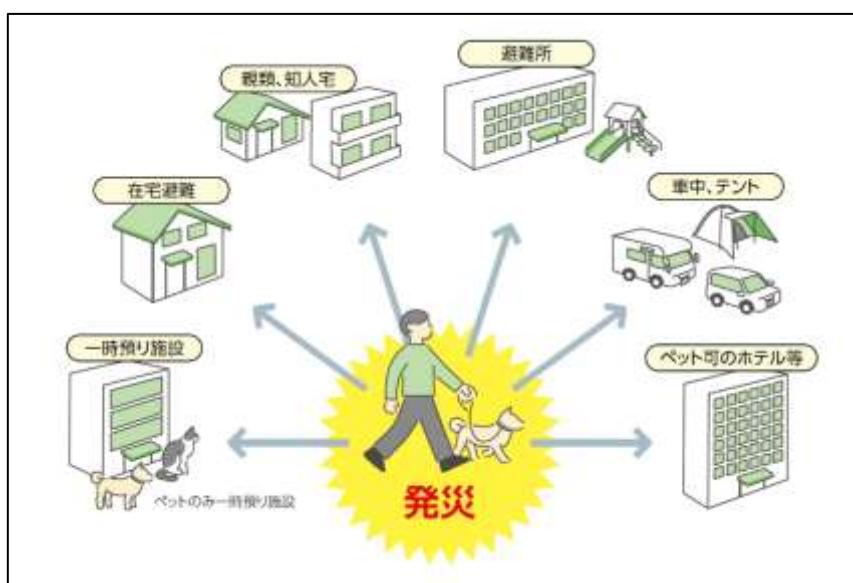 避難所
親類、知人宅
在宅避難
車中、テント
一時預り施設
ペット可のホテル等
ペットのみ一時預り施設
発災